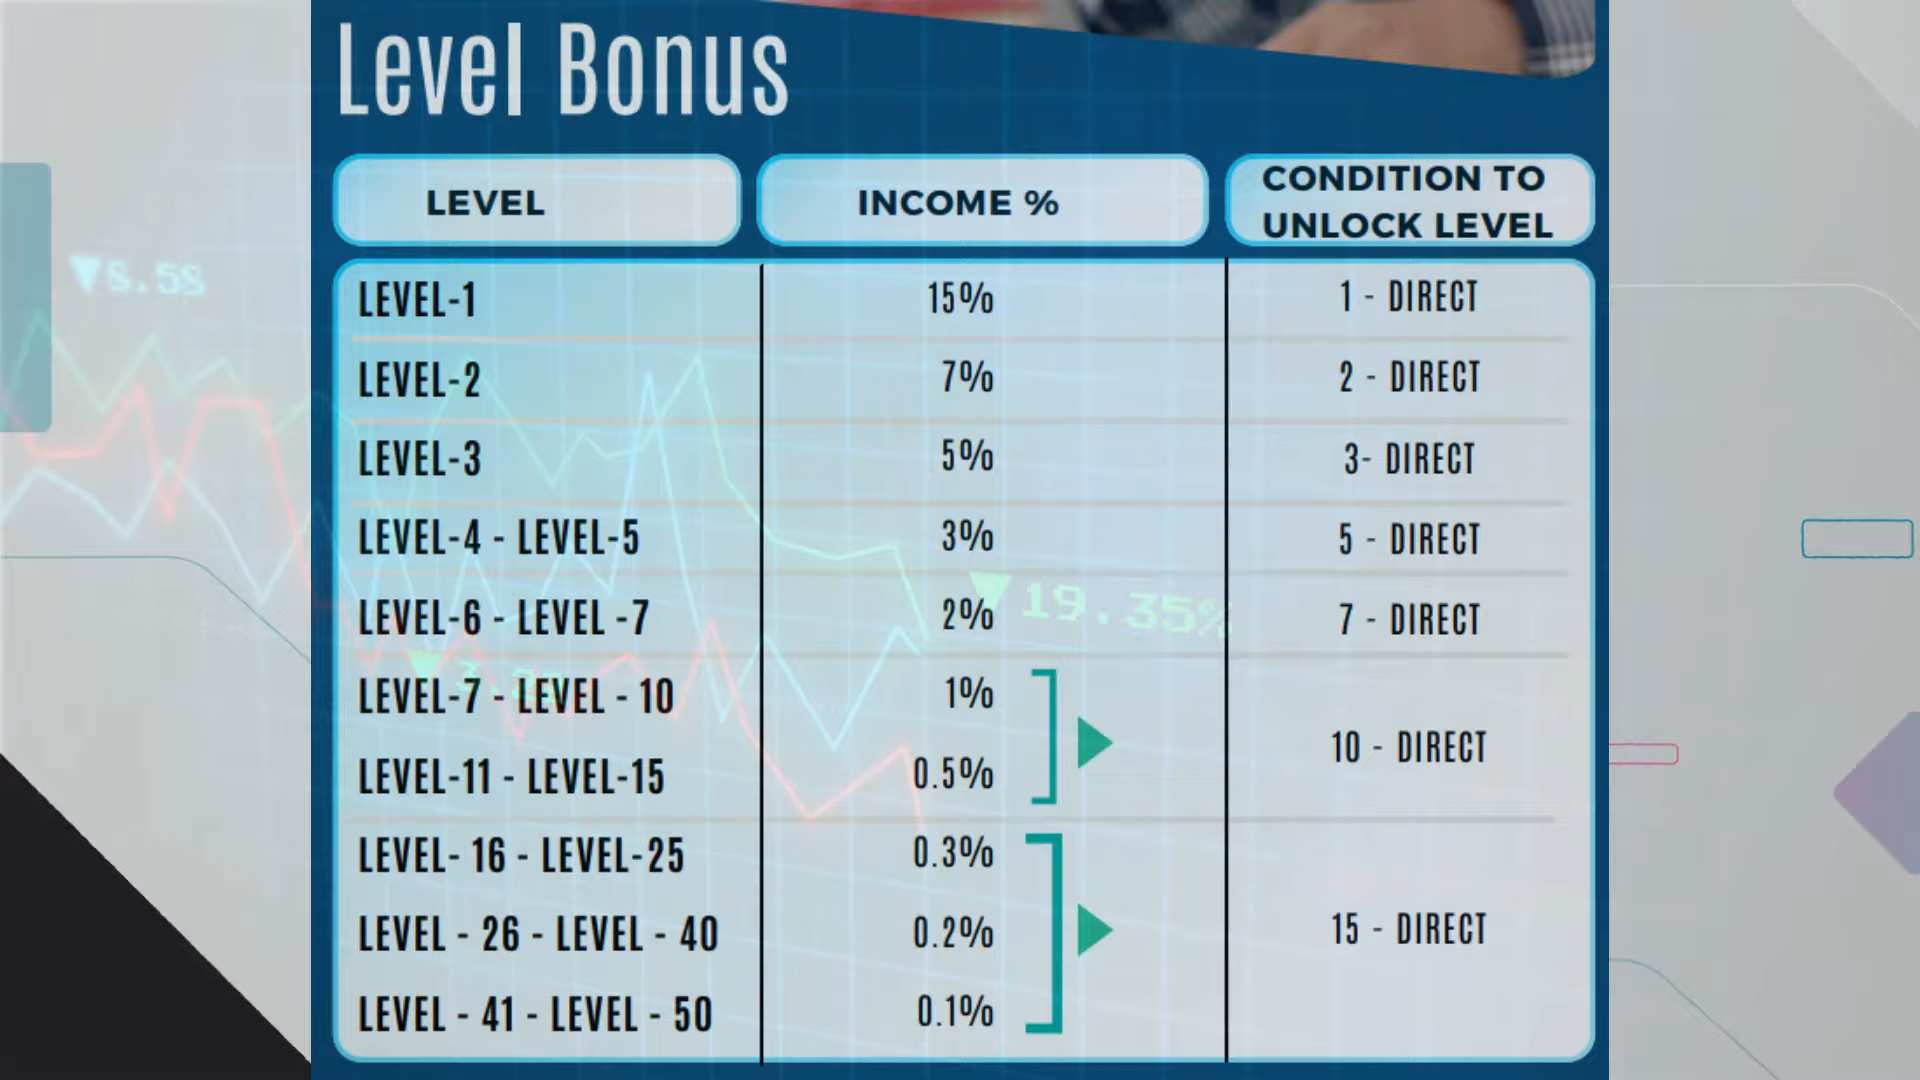 Level Bonus
LEVEL
INCOME %
CONDITION TO
UNLOCK LEVEL
LEVEL-1
15%
1 - DIRECT
LEVEL-2
7%
2 - DIRECT
LEVEL-3
5%
3- DIRECT
LEVEL-4 - LEVEL-5
3%
5 - DIRECT
LEVEL-6 - LEVEL -7
2%
7 - DIRECT
LEVEL-7 - LEVEL - 10
1%
LEVEL-11 - LEVEL-15
0.5%
10 - DIRECT
LEVEL- 16 - LEVEL-25
0.3%
LEVEL - 26 - LEVEL - 40
0.2%
15 - DIRECT
LEVEL - 41 - LEVEL - 50
0.1%
▼8.58
▼19.35%